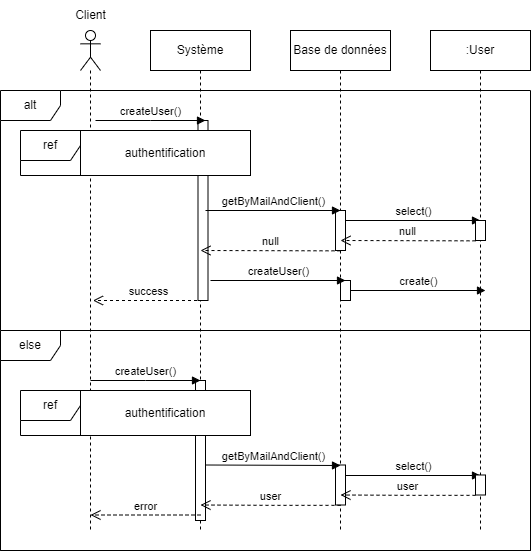 Client
Système
Base de données
:User
alt
createUser()
ref
authentification
getByMailAndClient()
select()
null
null
createUser()
create()
success
else
createUser()
ref
authentification
getByMailAndClient()
select()
user
user
error